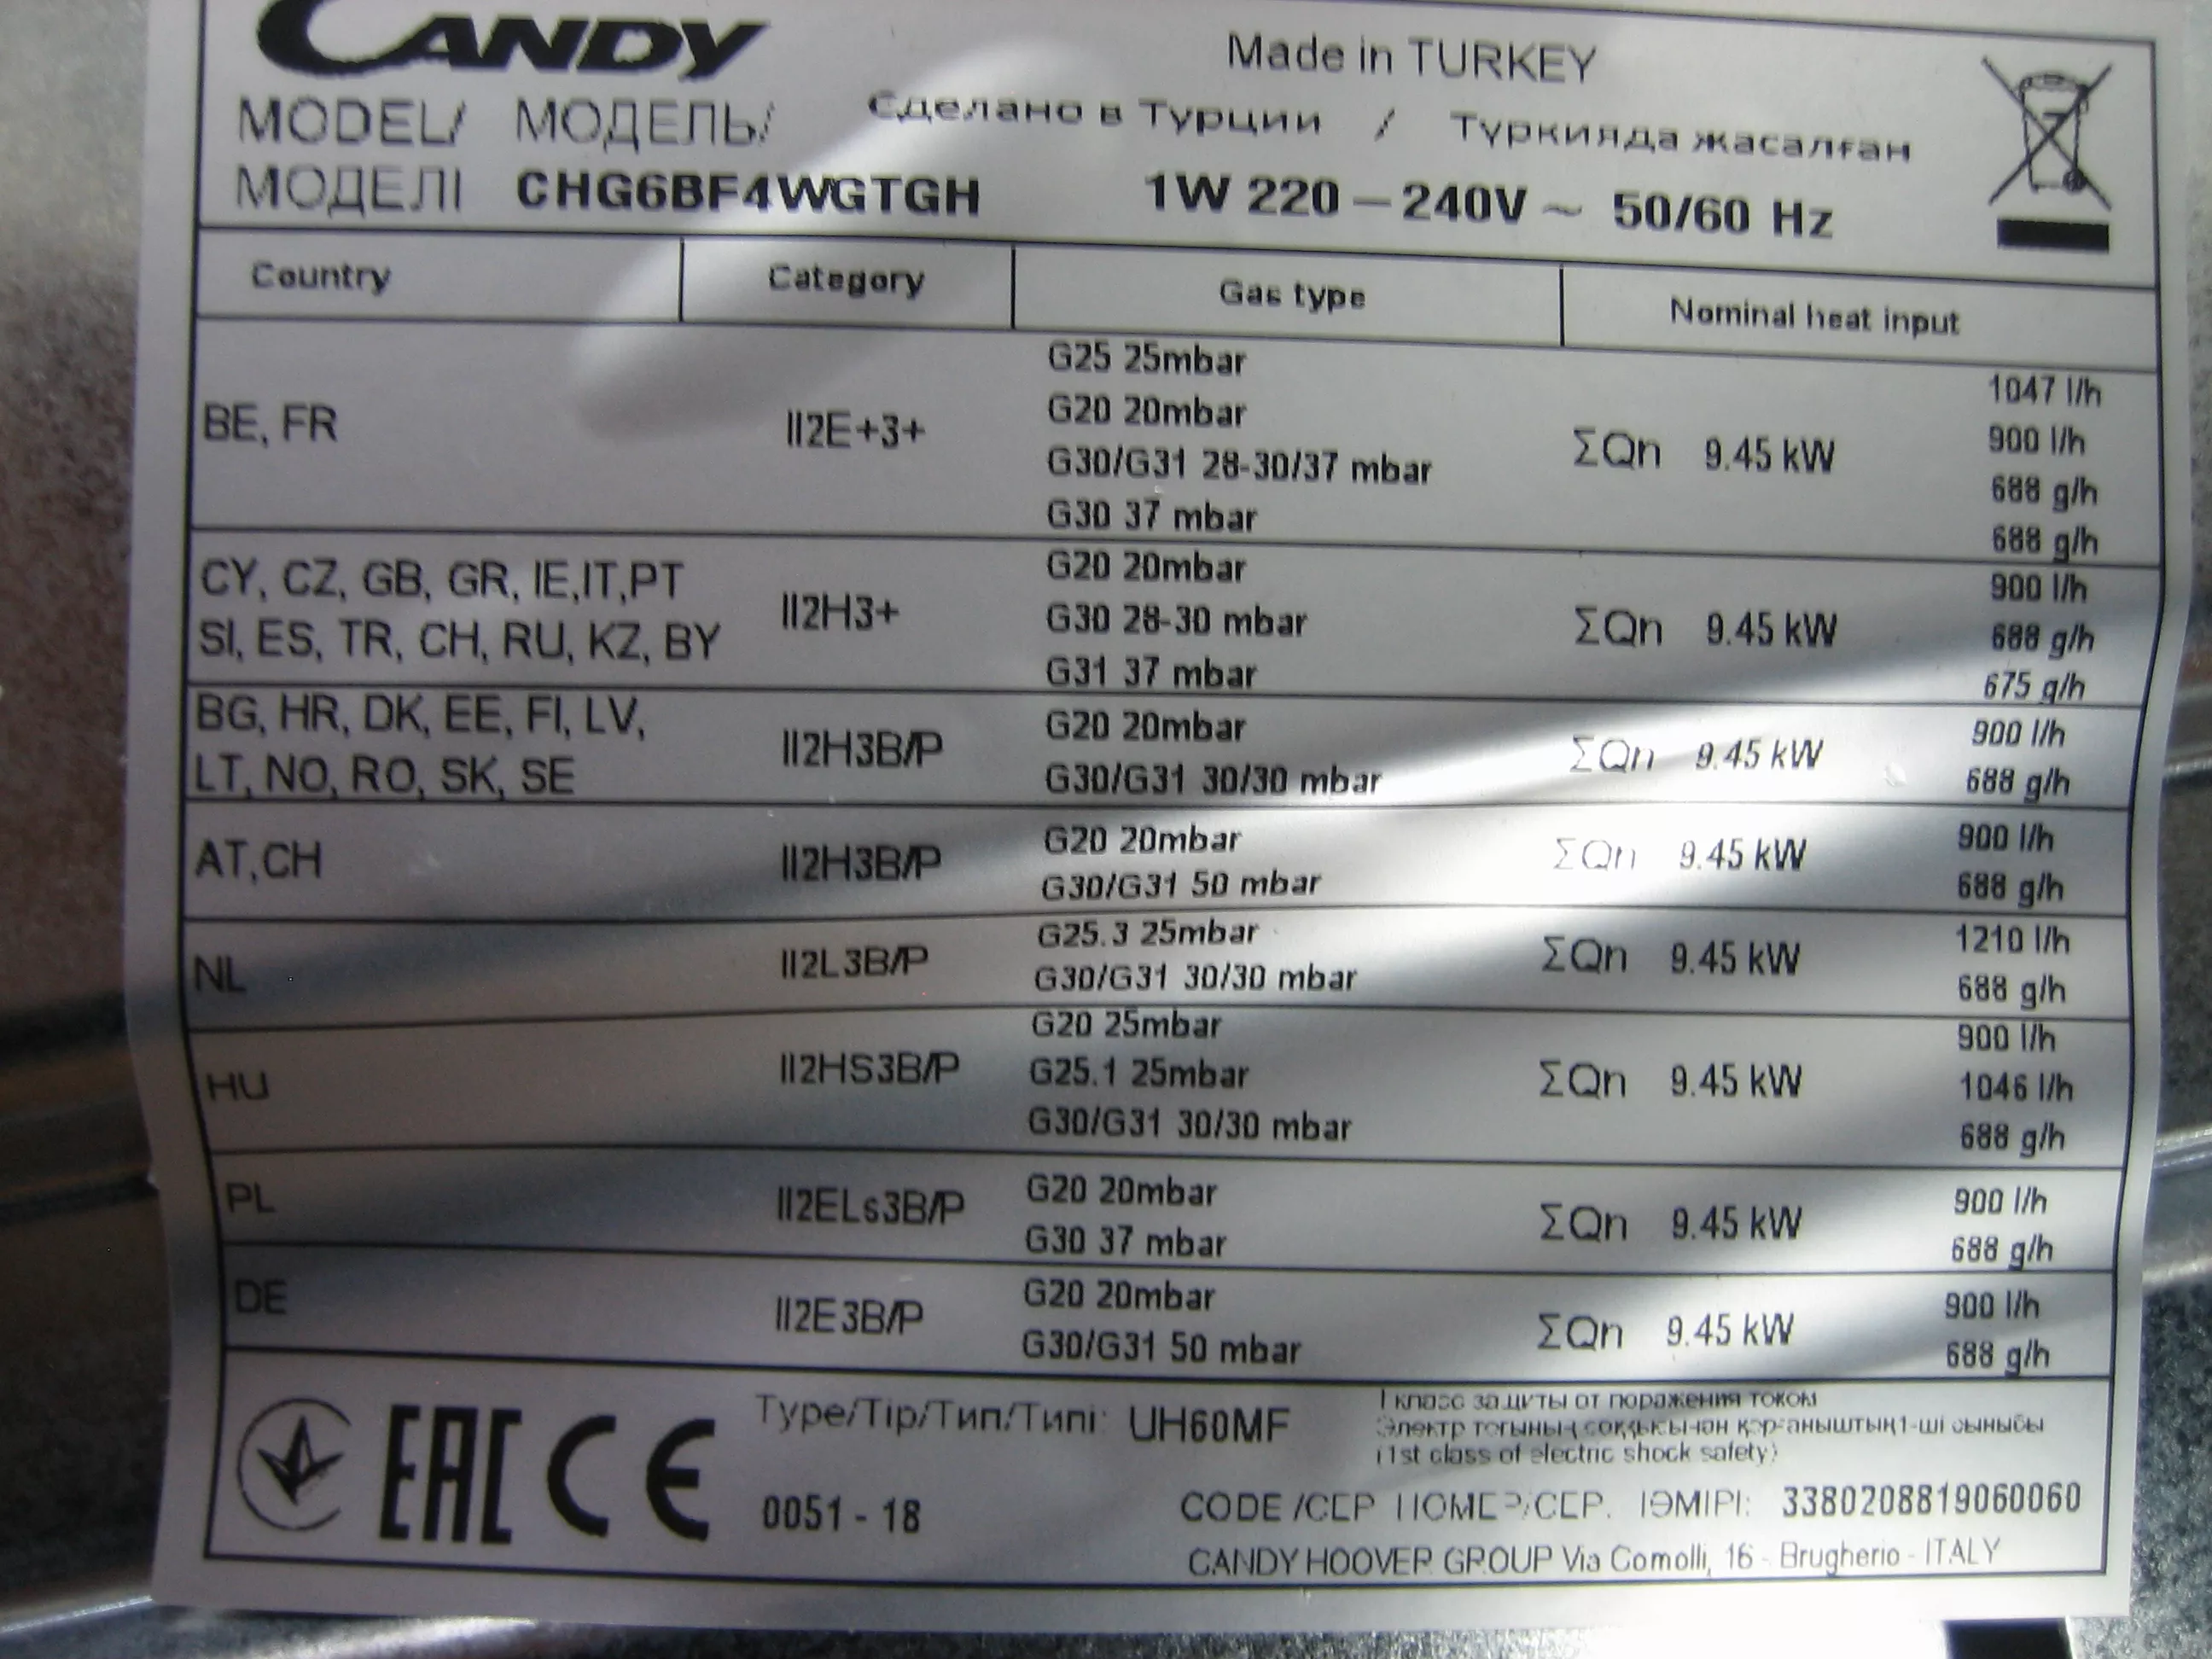 CANDY
Made in TURKEY
MODEL/ МОДЕЛЬ/
Сделано в Турции / Түркияда жасалған
МОДЕЛІ CHG6BF4WGTGH 1W 220 – 240V ~ 50/60 Hz
Country Category Gas type Nominal heat input
BE, FR II2E+3+ ΣQn 9.45 kW
G25 25mbar 1047 l/h
G20 20mbar 900 l/h
G30/G31 28-30/37 mbar 688 g/h
G30 37 mbar 688 g/h
CY, CZ, GB, GR, IE,IT,PT
SI, ES, TR, CH, RU, KZ, BY
II2H3+ ΣQn 9.45 kW
G20 20mbar 900 l/h
G30 28-30 mbar 688 g/h
G31 37 mbar 675 g/h
BG, HR, DK, EE, FI, LV,
LT, NO, RO, SK, SE
II2H3B/P ΣQn 9.45 kW
G20 20mbar 900 l/h
G30/G31 30/30 mbar 688 g/h
AT,CH II2H3B/P ΣQn 9.45 kW
G20 20mbar 900 l/h
G30/G31 50 mbar 688 g/h
NL II2L3B/P ΣQn 9.45 kW
G25.3 25mbar 1210 l/h
G30/G31 30/30 mbar 688 g/h
HU II2HS3B/P ΣQn 9.45 kW
G20 25mbar 900 l/h
G25.1 25mbar 1046 l/h
G30/G31 30/30 mbar 688 g/h
PL II2ELs3B/P ΣQn 9.45 kW
G20 20mbar 900 l/h
G30 37 mbar 688 g/h
DE II2E3B/P ΣQn 9.45 kW
G20 20mbar 900 l/h
G30/G31 50 mbar 688 g/h
EAC CE
Type/Tip/Тип/Типі: UH60MF
0051 - 18
I класс защиты от поражения током
Электр тогының соққысынан қорғаныштың 1-ші сыныбы
(1st class of electric shock safety)
CODE /СЕР. НОМЕР/СЕР. НӨМІРІ: 3380208819060060
CANDY HOOVER GROUP Via Comolli, 16 - Brugherio - ITALY